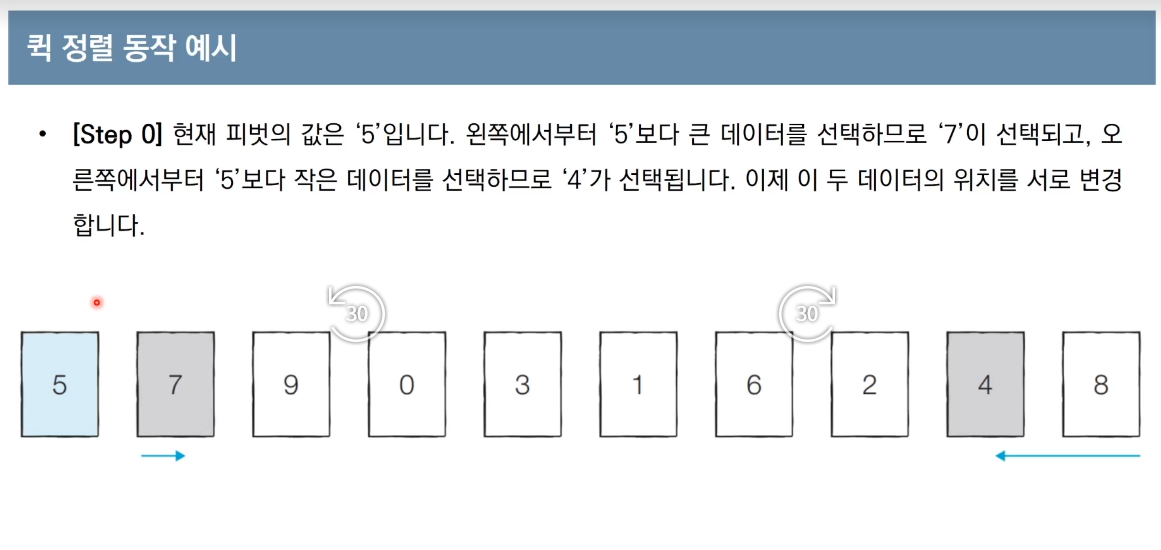 퀵 정렬 동작 예시
• [Step 0] 현재 피벗의 값은 ‘5’입니다. 왼쪽에서부터 ‘5’보다 큰 데이터를 선택하므로 ‘7’이 선택되고, 오
른쪽에서부터 ‘5’보다 작은 데이터를 선택하므로 ‘4’가 선택됩니다. 이제 이 두 데이터의 위치를 서로 변경
합니다.
30 30
5 7 9 0 3 1 6 2 4 8